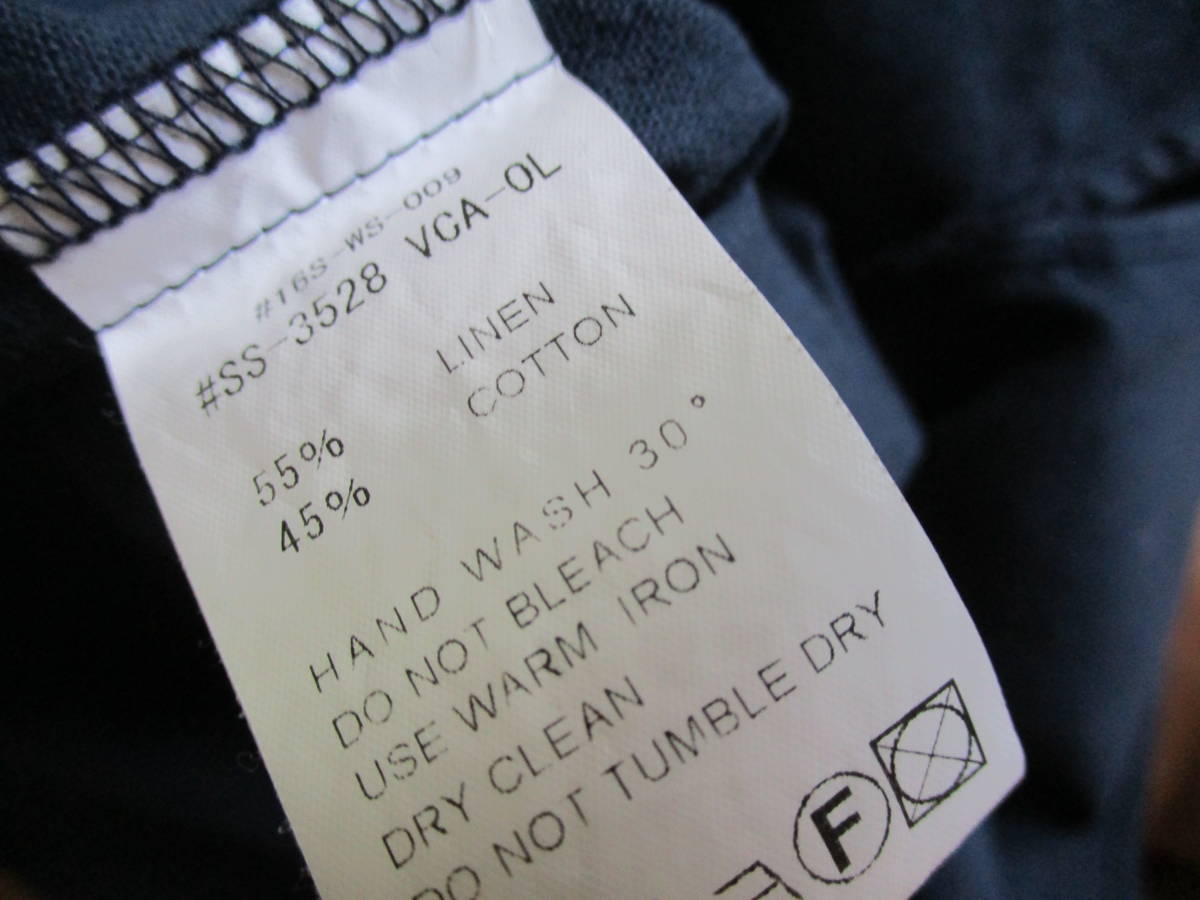 #16S-WS-009
#SS-3528 VCA-OL
55% LINEN
45% COTTON
HAND WASH 30°
DO NOT BLEACH
USE WARM IRON
DRY CLEAN
DO NOT TUMBLE DRY
F